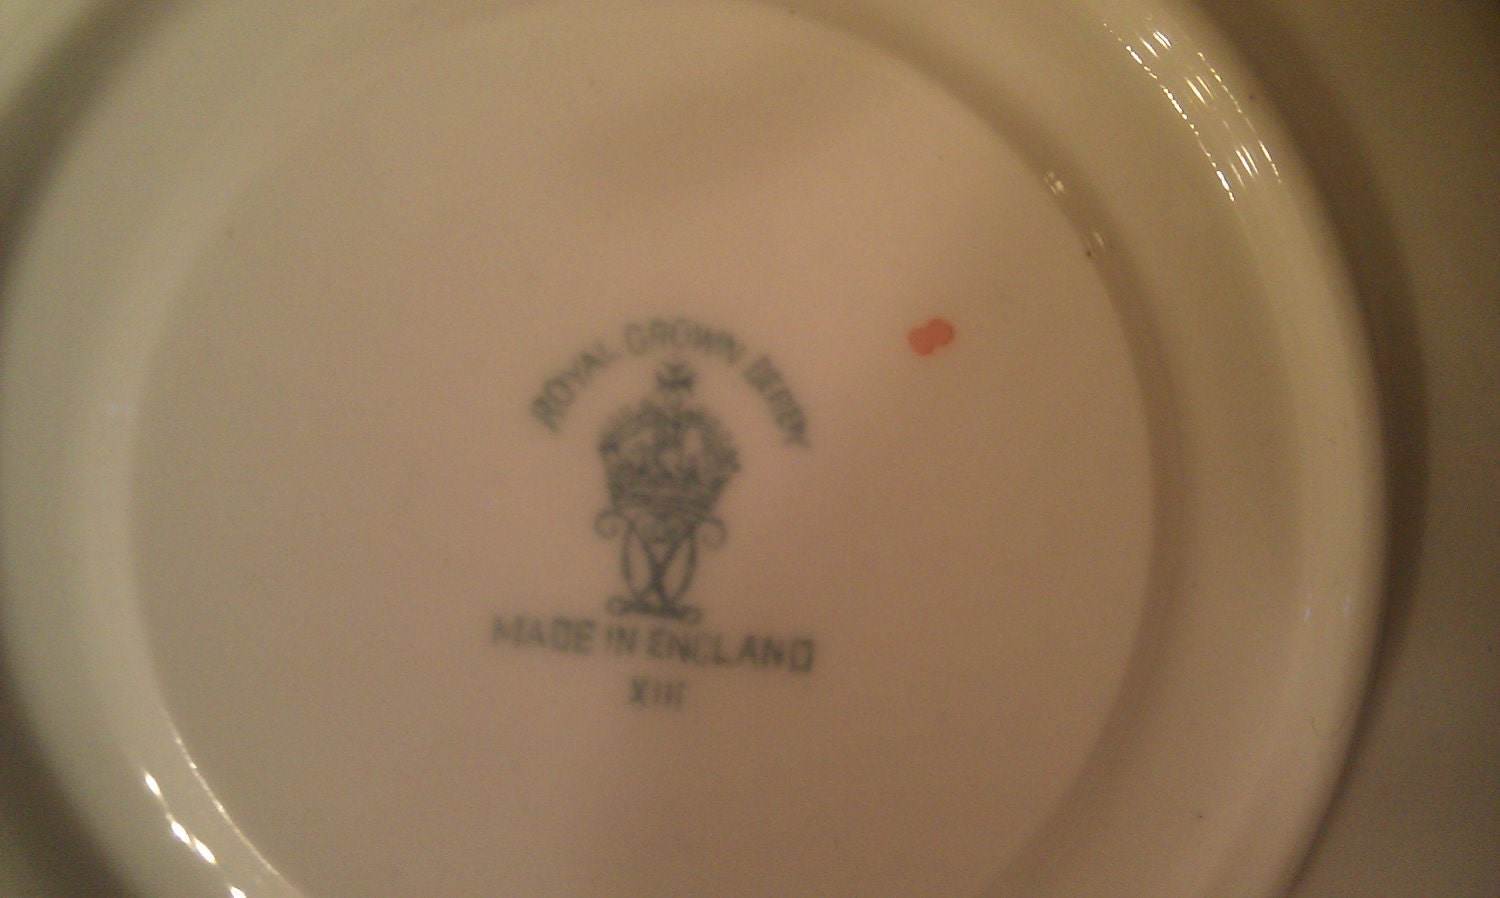 ROYAL CROWN DERBY
MADE IN ENGLAND
XIII